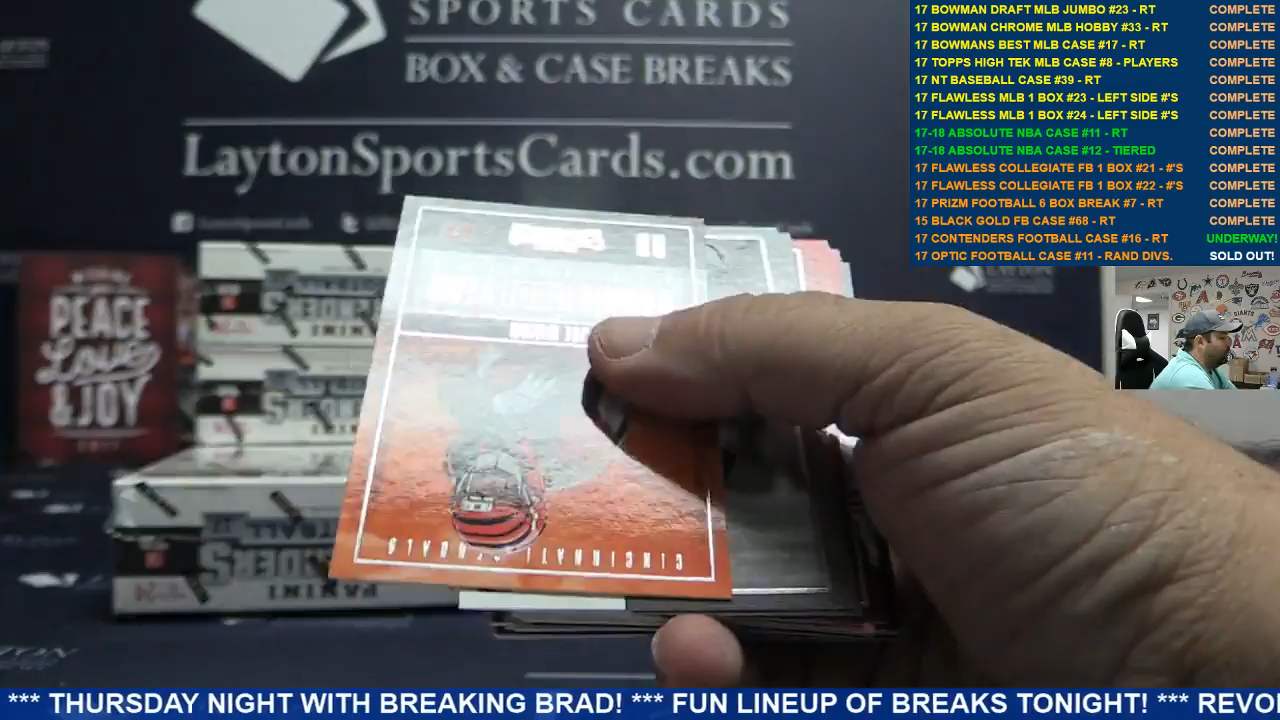 SPORTS CARDS
BOX & CASE BREAKS
LaytonSportsCards.com
17 BOWMAN DRAFT MLB JUMBO #23 - RT COMPLETE
17 BOWMAN CHROME MLB HOBBY #33 - RT COMPLETE
17 BOWMANS BEST MLB CASE #17 - RT COMPLETE
17 TOPPS HIGH TEK MLB CASE #8 - PLAYERS COMPLETE
17 NT BASEBALL CASE #39 - RT COMPLETE
17 FLAWLESS MLB 1 BOX #23 - LEFT SIDE #'S COMPLETE
17 FLAWLESS MLB 1 BOX #24 - LEFT SIDE #'S COMPLETE
17-18 ABSOLUTE NBA CASE #11 - RT COMPLETE
17-18 ABSOLUTE NBA CASE #12 - TIERED COMPLETE
17 FLAWLESS COLLEGIATE FB 1 BOX #21 - #'S COMPLETE
17 FLAWLESS COLLEGIATE FB 1 BOX #22 - #'S COMPLETE
17 PRIZM FOOTBALL 6 BOX BREAK #7 - RT COMPLETE
15 BLACK GOLD FB CASE #68 - RT COMPLETE
17 CONTENDERS FOOTBALL CASE #16 - RT UNDERWAY!
17 OPTIC FOOTBALL CASE #11 - RAND DIVS. SOLD OUT!
PEACE
Love
& JOY
CINCINNATI BENGALS
PANINI
*** THURSDAY NIGHT WITH BREAKING BRAD! *** FUN LINEUP OF BREAKS TONIGHT! *** REVO